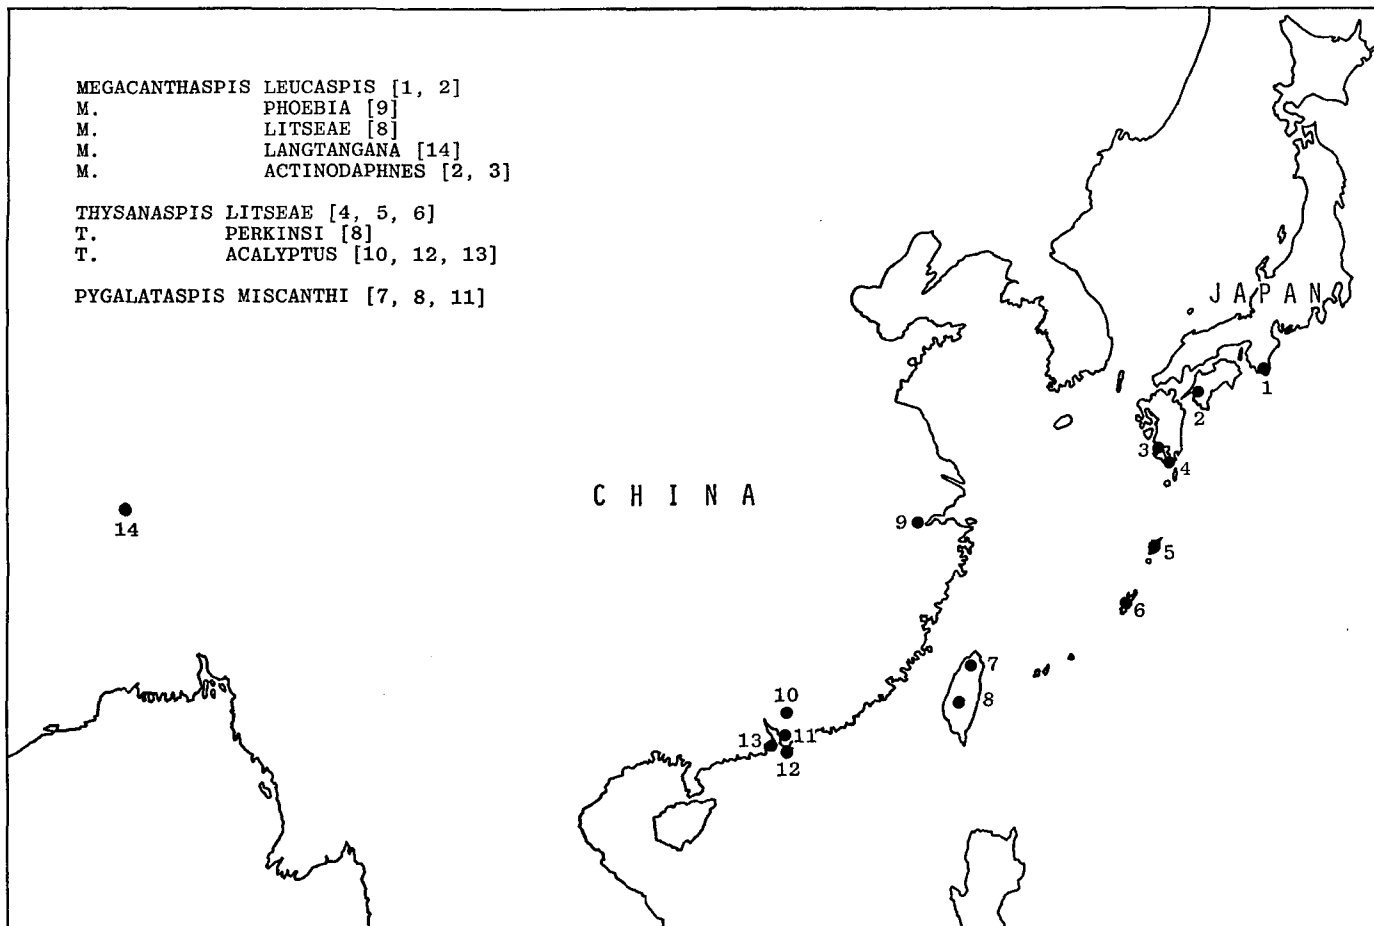 MEGACANTHASPIS LEUCASPIS [1, 2]
M. PHOEBIA [9]
M. LITSEAE [8]
M. LANGTANGANA [14]
M. ACTINODAPHNES [2, 3]
THYSANASPIS LITSEAE [4, 5, 6]
T. PERKINSI [8]
T. ACALYPTUS [10, 12, 13]
PYGALATASPIS MISCANTHI [7, 8, 11]
JAPAN
1
2
3
4
CHINA
14
9
5
6
7
8
10
11
13
12